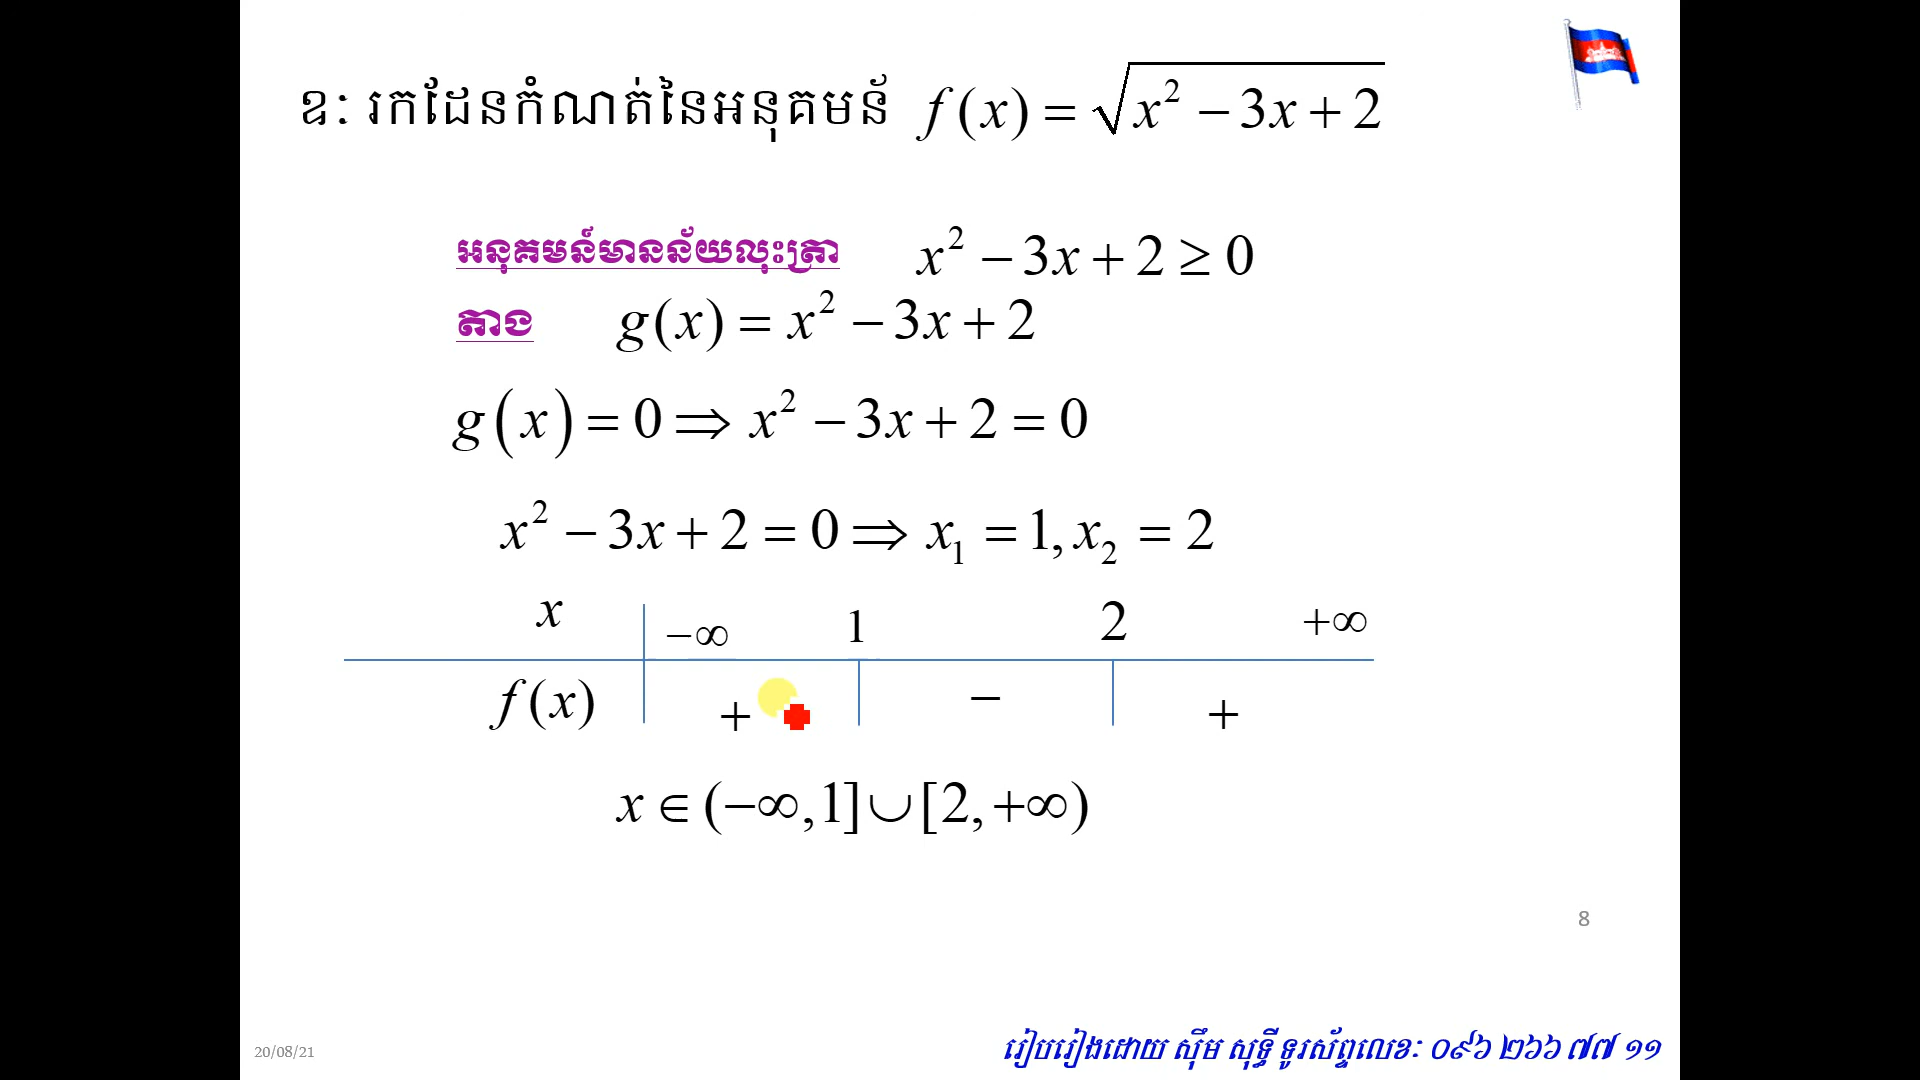 ឧៈ រកដែនកំណត់នៃអនុគមន៍ f(x) = √(x² − 3x + 2)
អនុគមន៍មានន័យលុះត្រា x² − 3x + 2 ≥ 0
តាង g(x) = x² − 3x + 2
g(x) = 0 ⇒ x² − 3x + 2 = 0
x² − 3x + 2 = 0 ⇒ x₁ = 1, x₂ = 2
x −∞ 1 2 +∞
f(x) + − +
x ∈ (−∞,1] ∪ [2,+∞)
8
20/08/21
រៀបរៀងដោយ ស៊ឹម សុទ្ធី ទូរស័ព្ទលេខៈ ០៩៦ ២៦៦ ៧៧ ១១